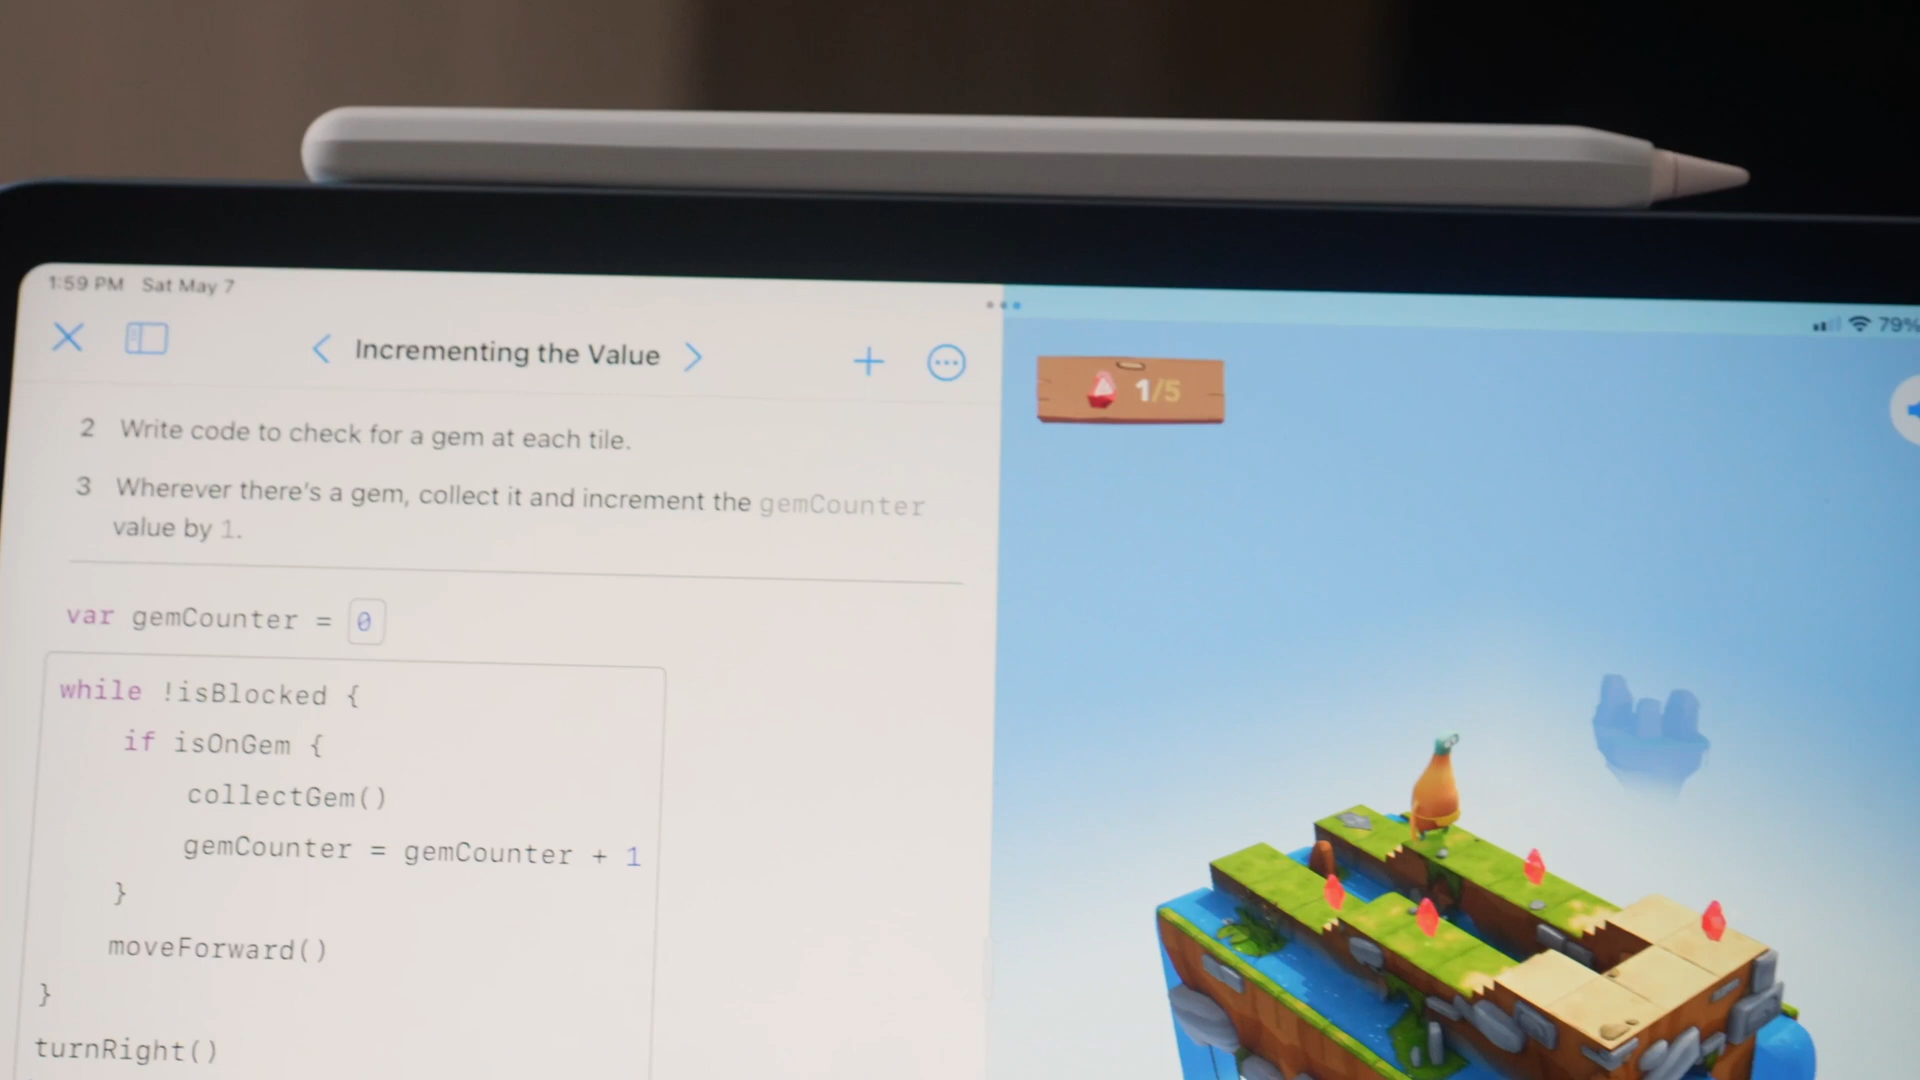 1:59 PM Sat May 7
79%
Incrementing the Value
1/5
2 Write code to check for a gem at each tile.
3 Wherever there's a gem, collect it and increment the gemCounter
value by 1.
var gemCounter = 0
while !isBlocked {
if isOnGem {
collectGem()
gemCounter = gemCounter + 1
}
moveForward()
}
turnRight()